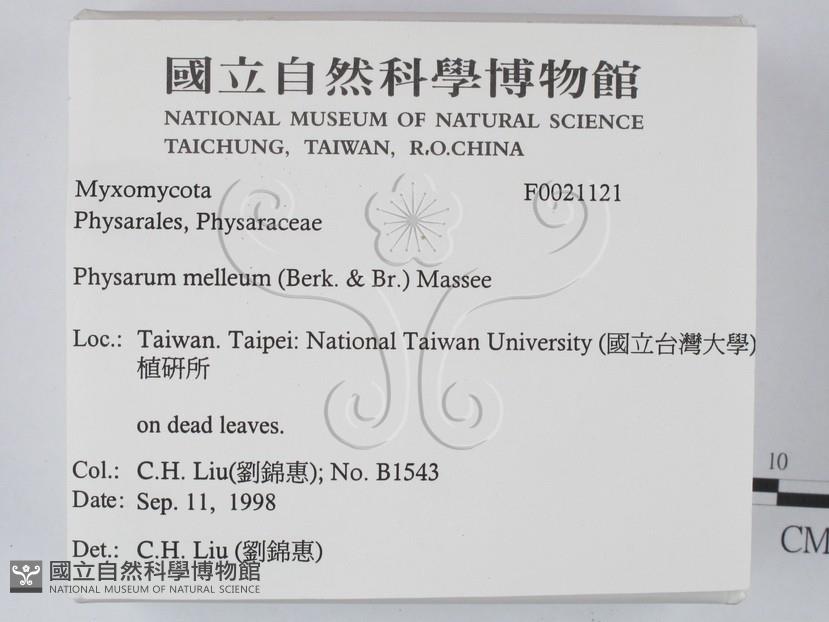 國立自然科學博物館
NATIONAL MUSEUM OF NATURAL SCIENCE
TAICHUNG, TAIWAN, R.O.CHINA
Myxomycota F0021121
Physarales, Physaraceae
Physarum melleum (Berk. & Br.) Massee
Loc.: Taiwan. Taipei: National Taiwan University (國立台灣大學)
植研所
on dead leaves.
Col.: C.H. Liu(劉錦惠); No. B1543
Date: Sep. 11, 1998
Det.: C.H. Liu (劉錦惠)
10
CM
國立自然科學博物館
NATIONAL MUSEUM OF NATURAL SCIENCE